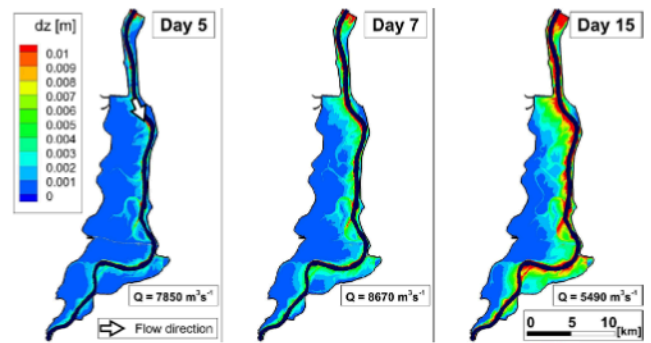 dz [m]
0.01
0.009
0.008
0.007
0.006
0.005
0.004
0.003
0.002
0.001
0
Day 5
Q = 7850 m³s⁻¹
Flow direction
Day 7
Q = 8670 m³s⁻¹
Day 15
Q = 5490 m³s⁻¹
0 5 10 [km]